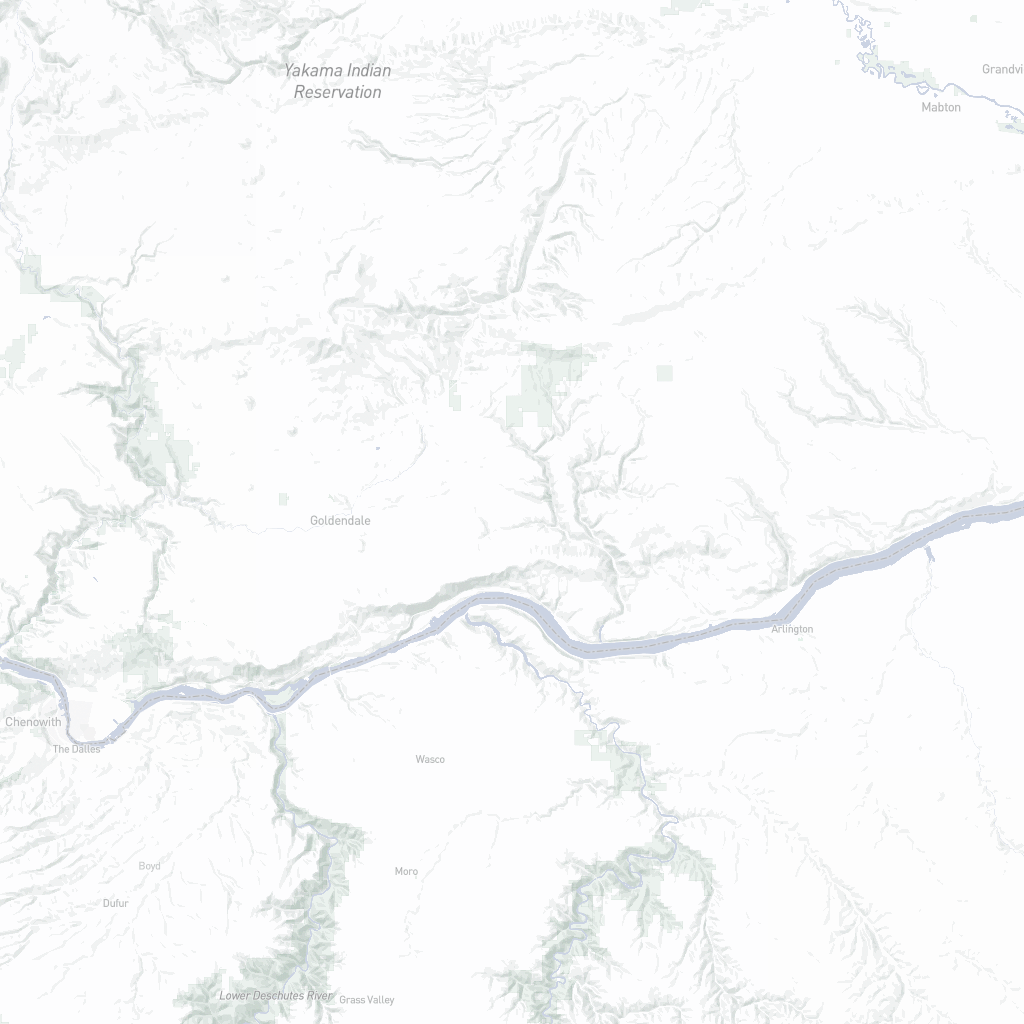 Yakama Indian
Reservation
Grandvi
Mabton
Goldendale
Arlington
Chenowith
The Dalles
Wasco
Boyd
Moro
Dufur
Lower Deschutes River
Grass Valley